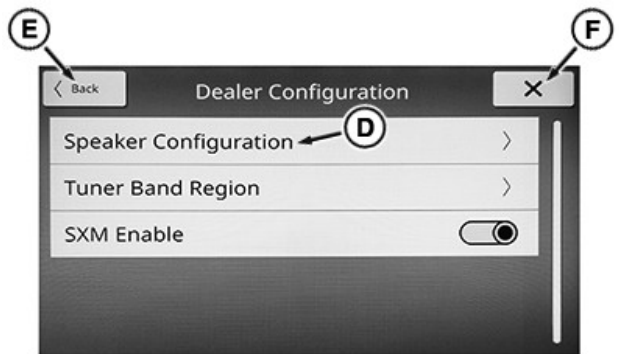 E
F
Back
Dealer Configuration
D
Speaker Configuration
Tuner Band Region
SXM Enable